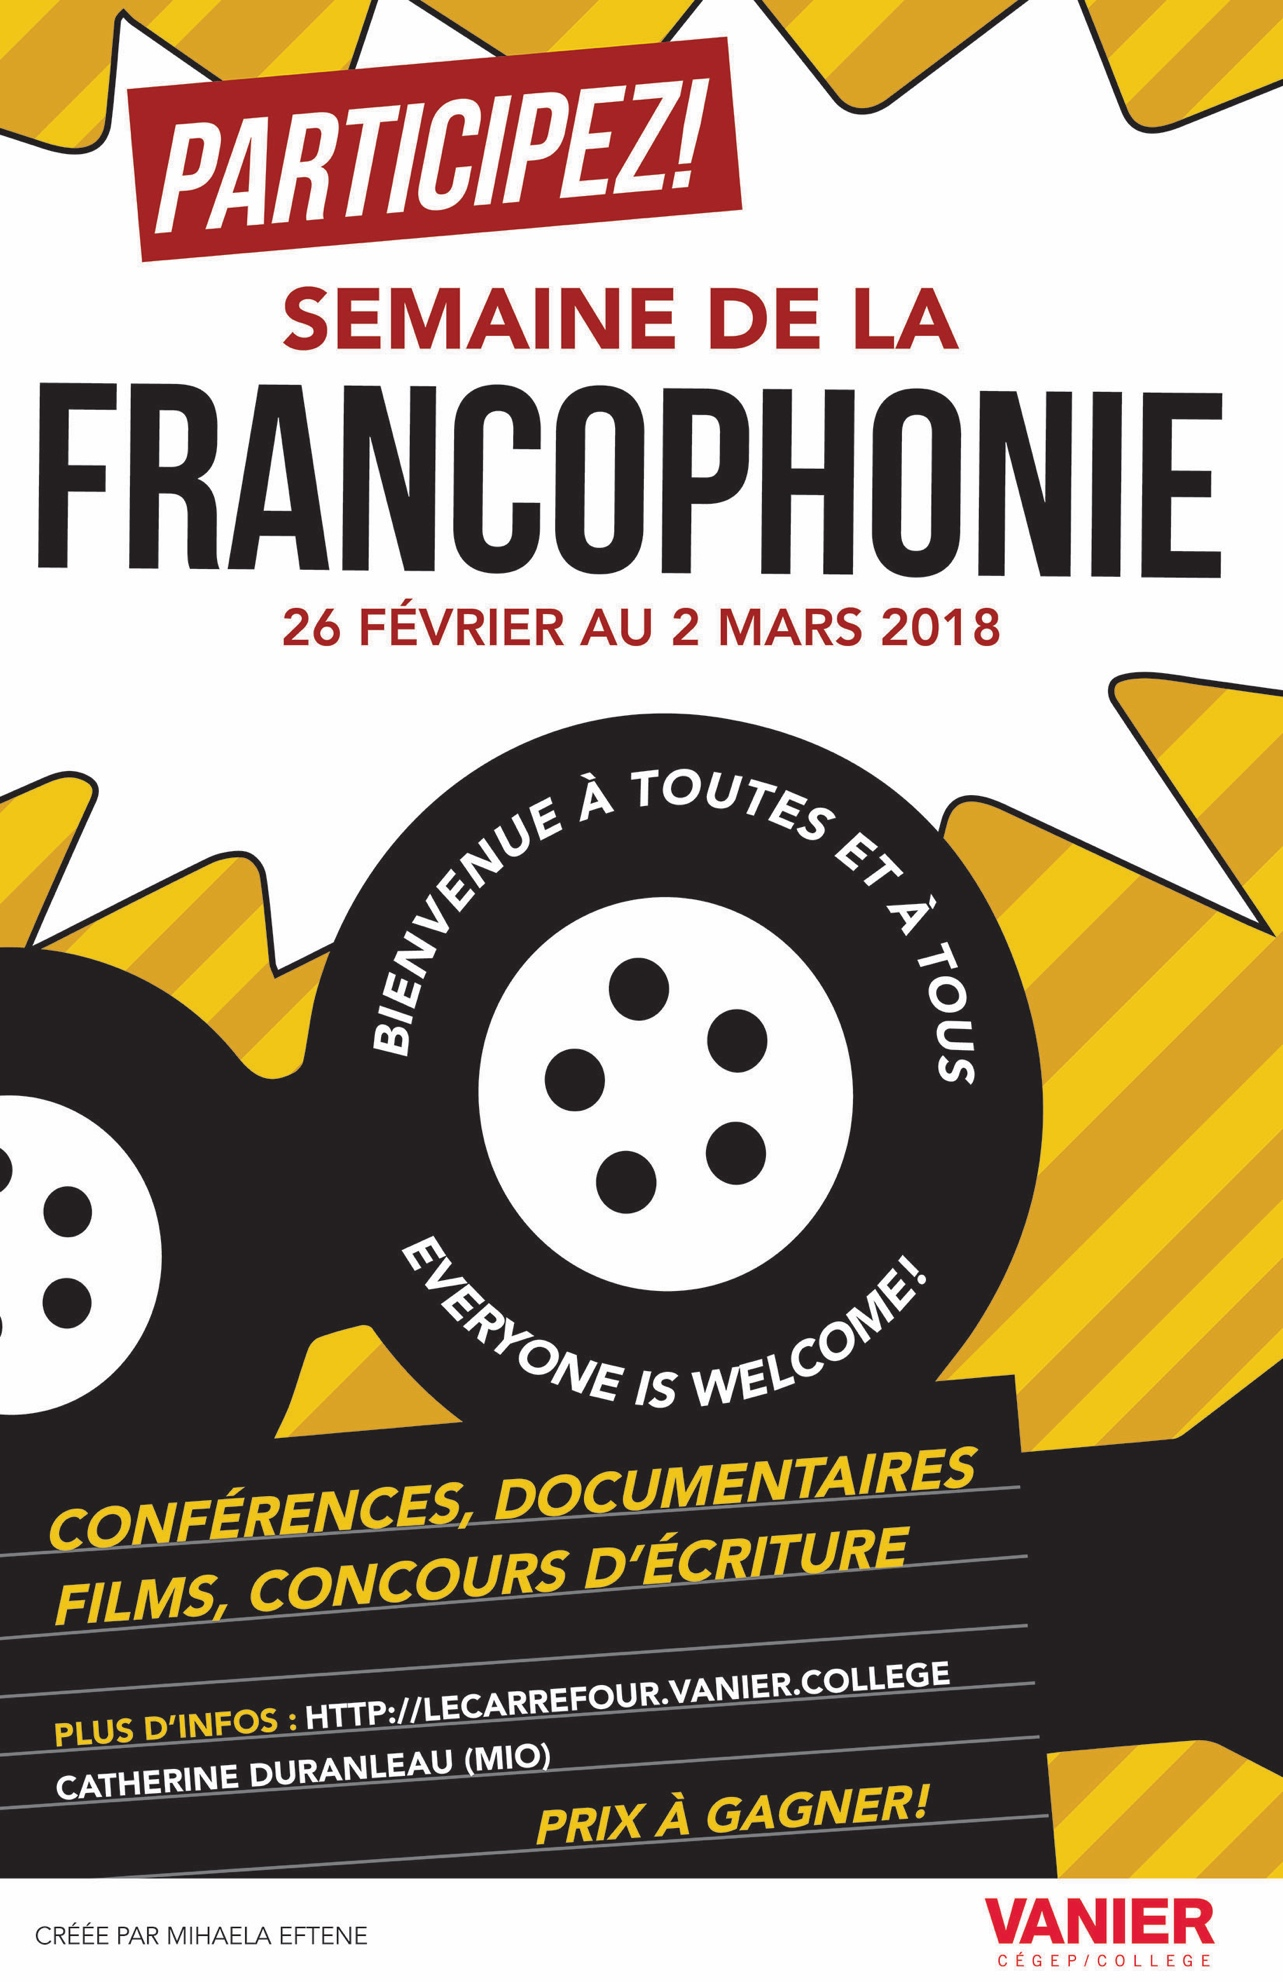 PARTICIPEZ!
SEMAINE DE LA
FRANCOPHONIE
26 FÉVRIER AU 2 MARS 2018
BIENVENUE À TOUTES ET À TOUS
EVERYONE IS WELCOME!
CONFÉRENCES, DOCUMENTAIRES
FILMS, CONCOURS D'ÉCRITURE
PLUS D'INFOS : HTTP://LECARREFOUR.VANIER.COLLEGE
CATHERINE DURANLEAU (MIO)
PRIX À GAGNER!
CRÉÉE PAR MIHAELA EFTENE
VANIER
CÉGEP/COLLEGE